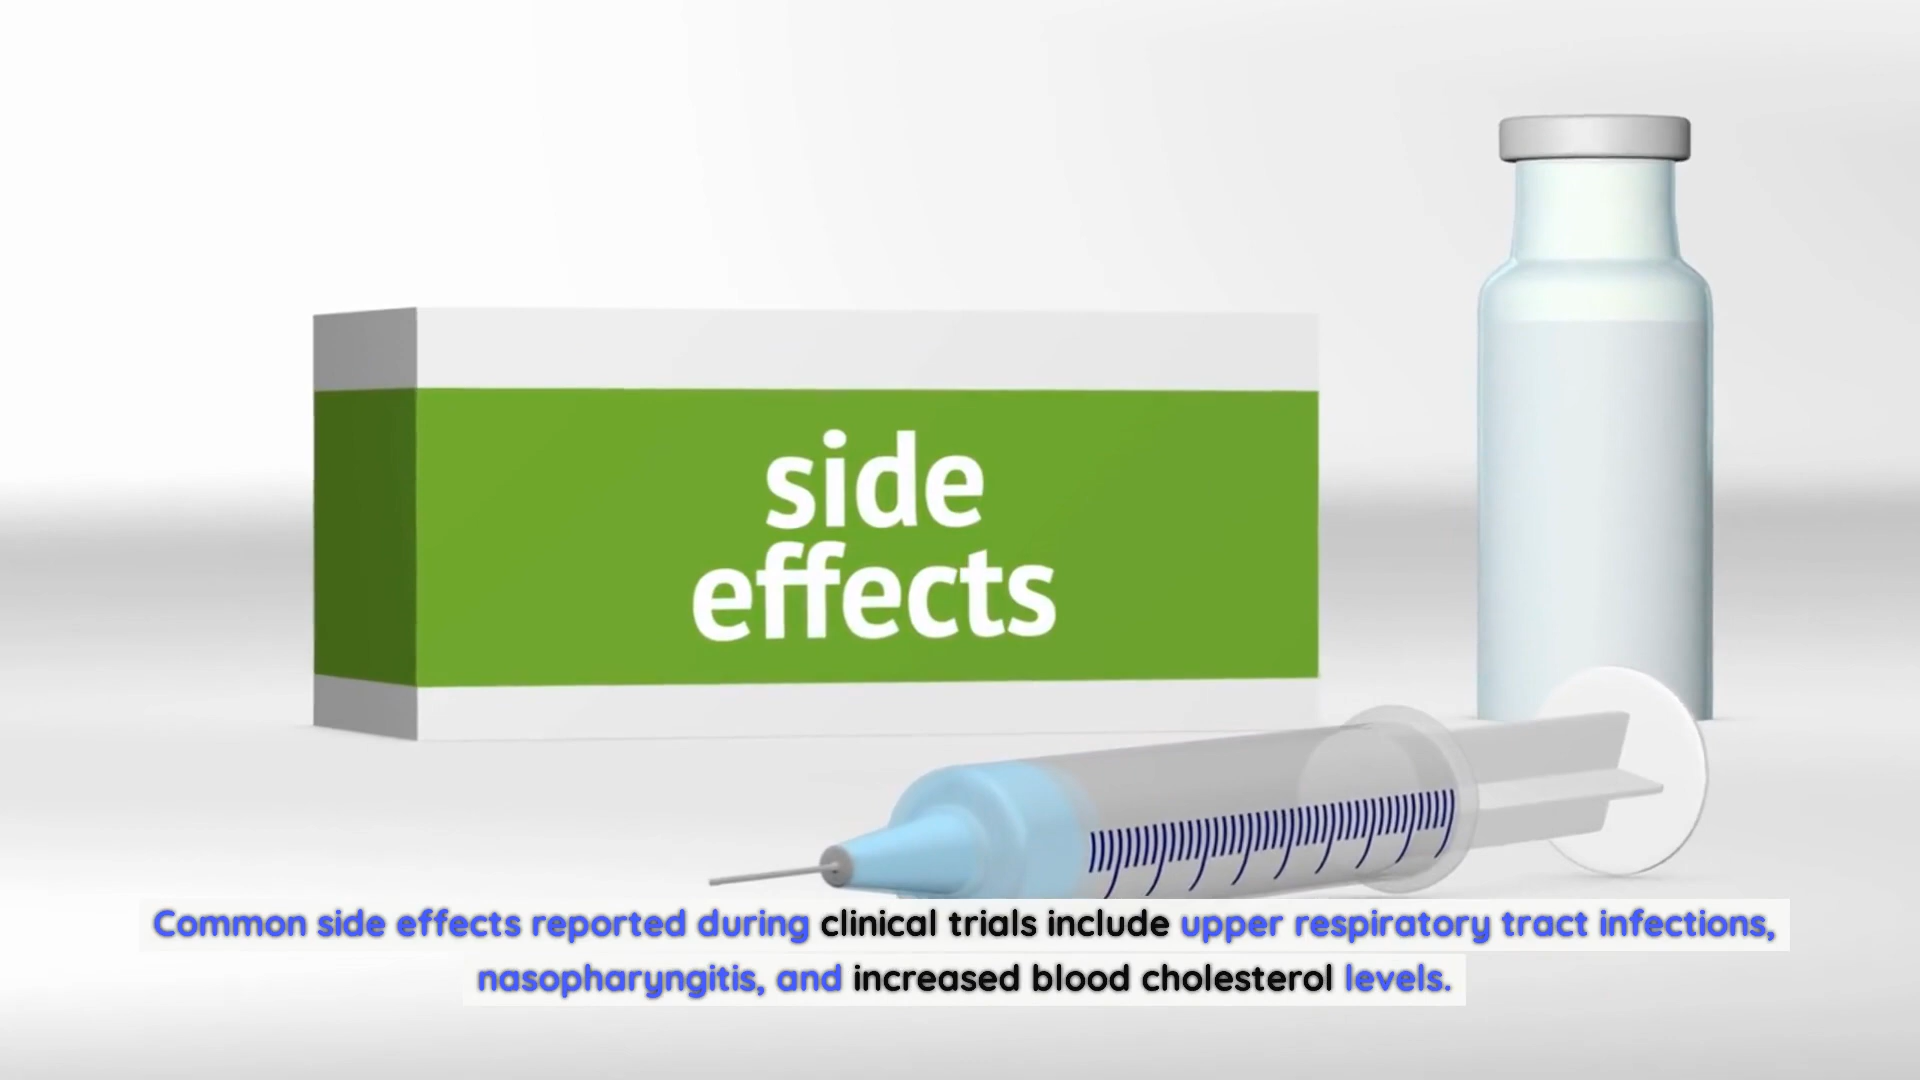 side
effects
Common side effects reported during clinical trials include upper respiratory tract infections,
nasopharyngitis, and increased blood cholesterol levels.